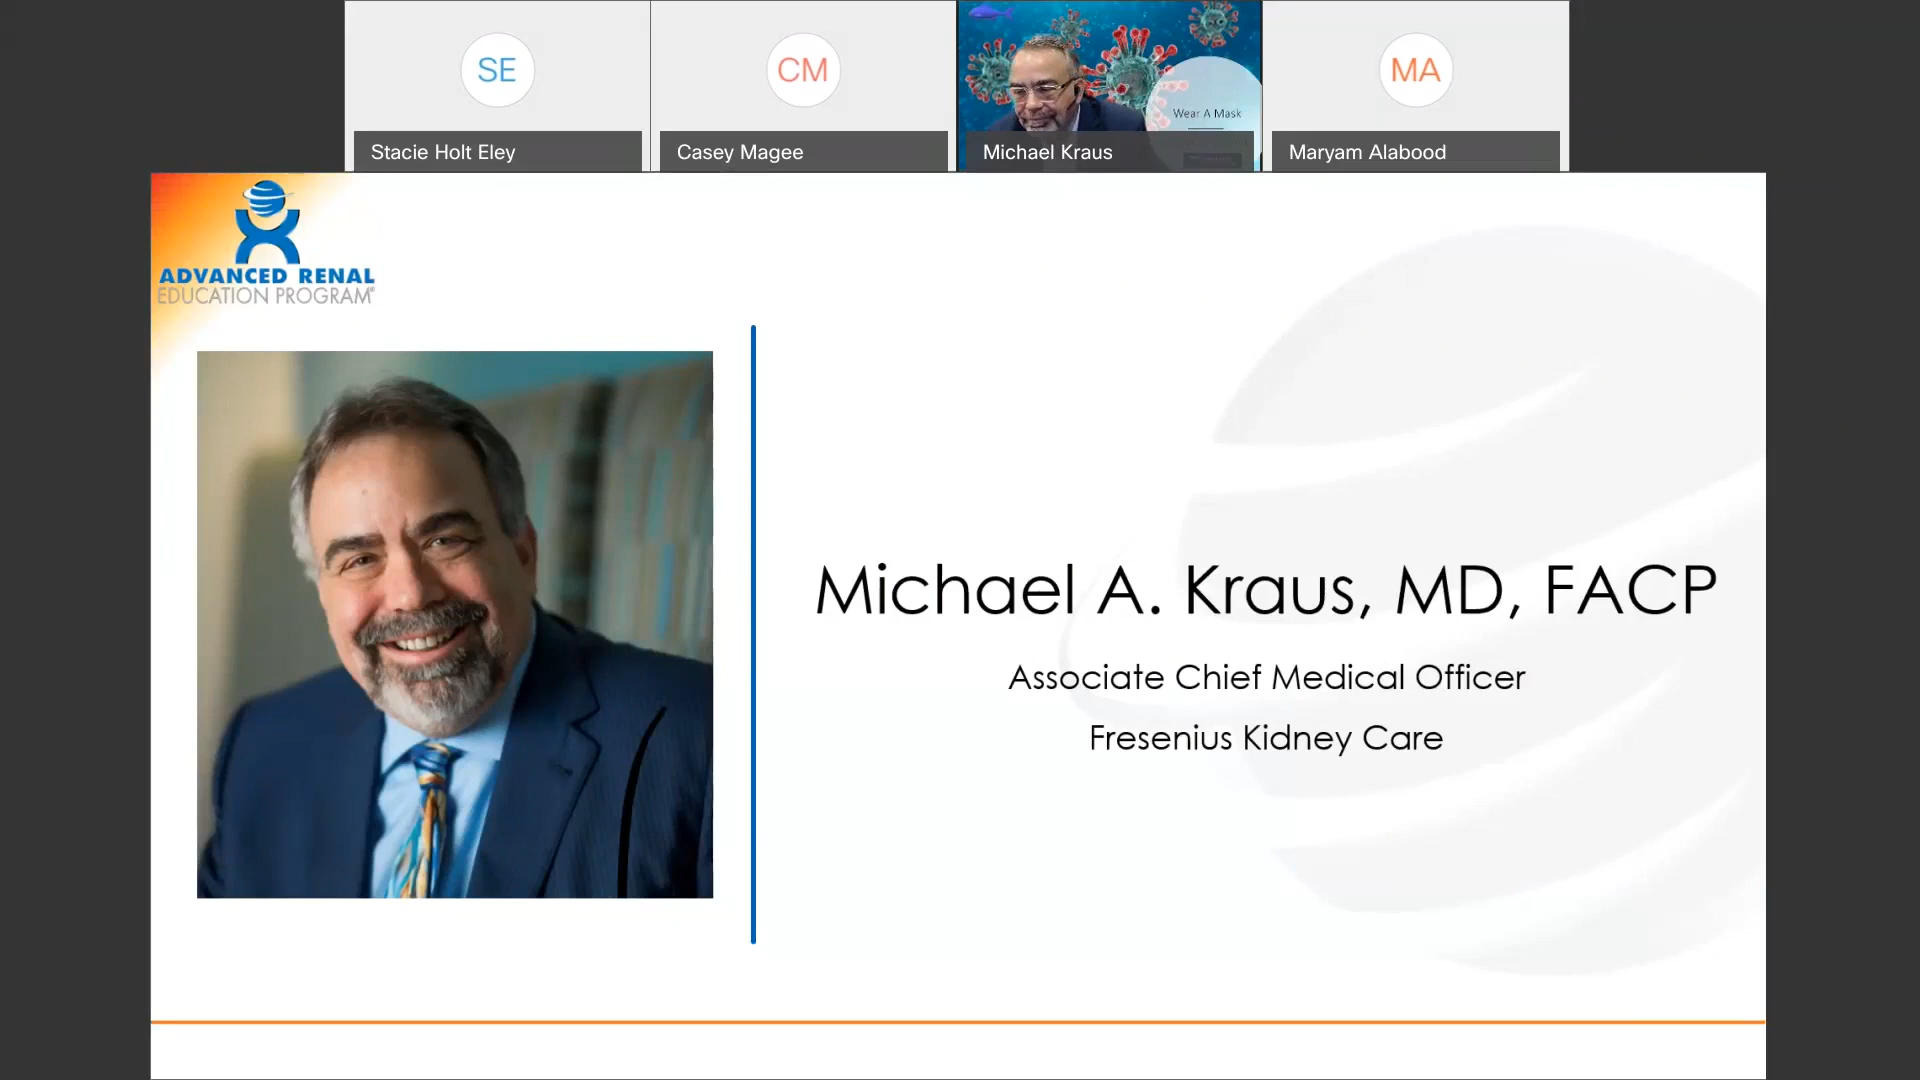 SE
CM
MA
Wear A Mask
Stacie Holt Eley
Casey Magee
Michael Kraus
Maryam Alabood
ADVANCED RENAL
EDUCATION PROGRAM®
Michael A. Kraus, MD, FACP
Associate Chief Medical Officer
Fresenius Kidney Care